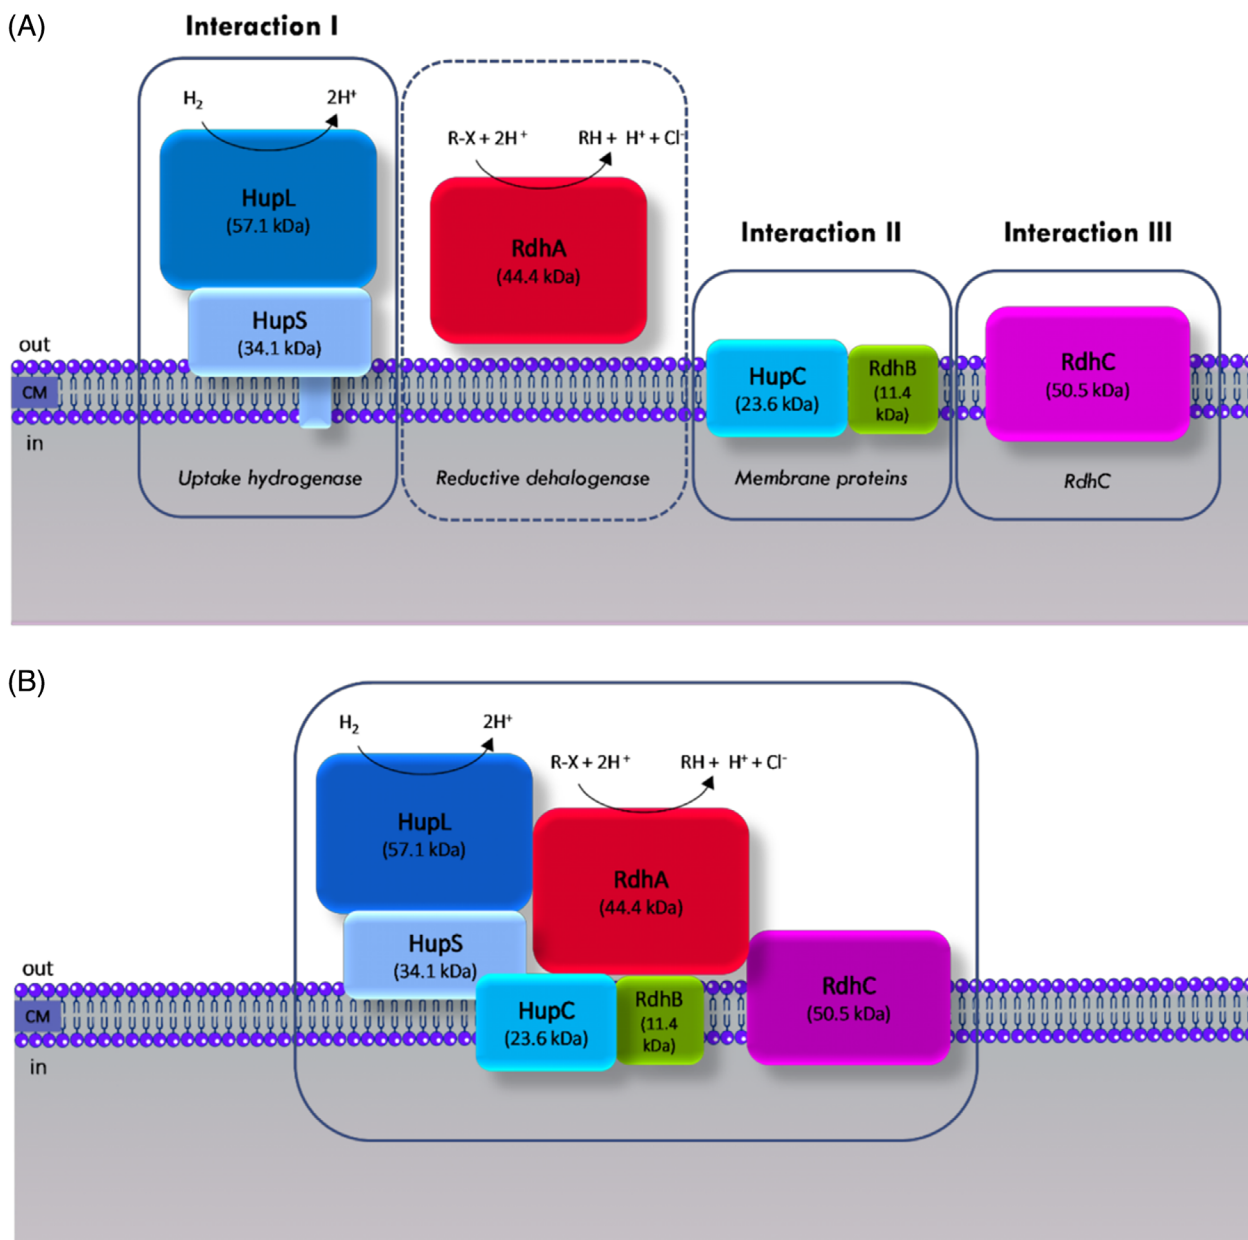 (A)
Interaction I
H₂
2H⁺
HupL
(57.1 kDa)
HupS
(34.1 kDa)
Uptake hydrogenase
R-X + 2H⁺
RH + H⁺ + Cl⁻
RdhA
(44.4 kDa)
Reductive dehalogenase
Interaction II
HupC
(23.6 kDa)
RdhB
(11.4
kDa)
Membrane proteins
Interaction III
RdhC
(50.5 kDa)
RdhC
out
CM
in
(B)
H₂
2H⁺
HupL
(57.1 kDa)
HupS
(34.1 kDa)
R-X + 2H⁺
RH + H⁺ + Cl⁻
RdhA
(44.4 kDa)
HupC
(23.6 kDa)
RdhB
(11.4
kDa)
RdhC
(50.5 kDa)
out
CM
in